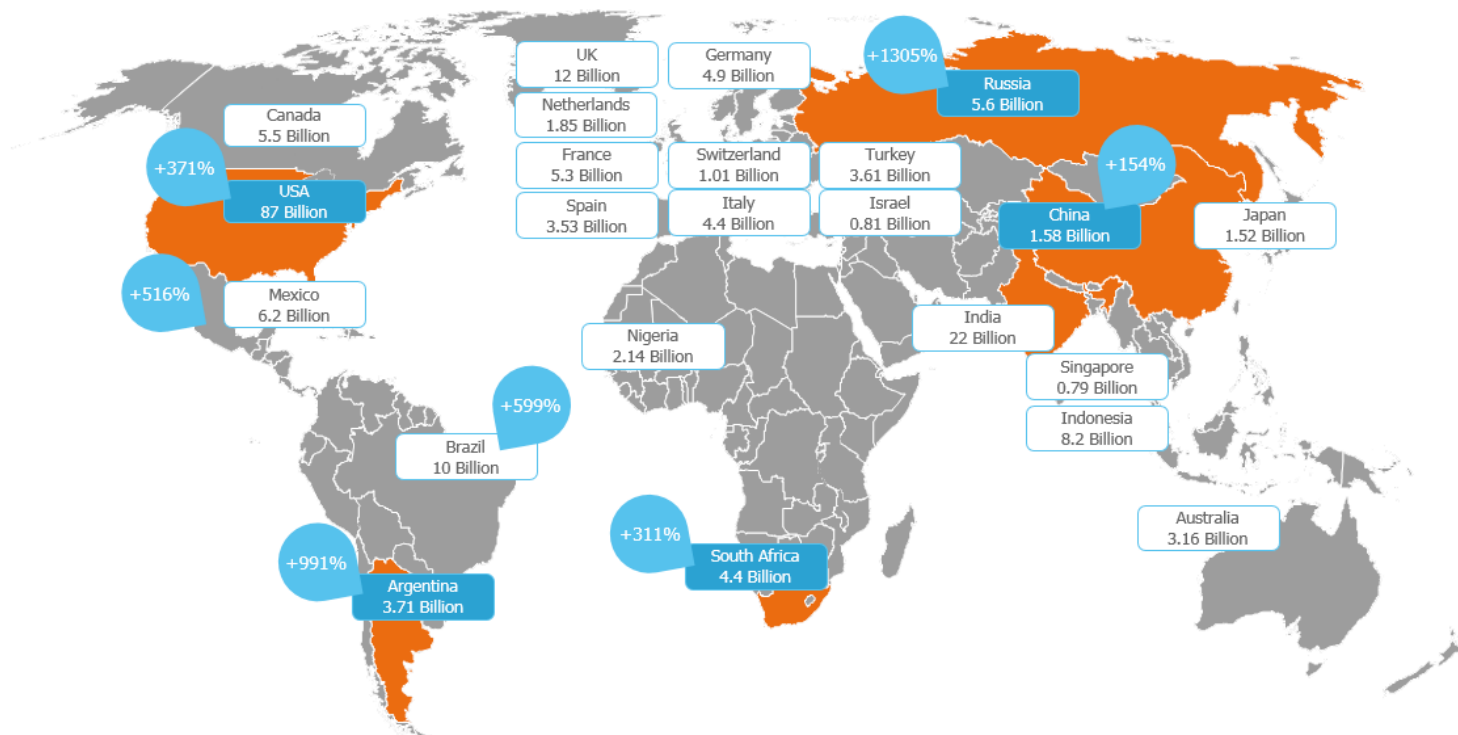 +1305%
UK
12 Billion
Germany
4.9 Billion
Russia
5.6 Billion
Netherlands
1.85 Billion
Canada
5.5 Billion
+371%
USA
87 Billion
France
5.3 Billion
Switzerland
1.01 Billion
Turkey
3.61 Billion
+154%
Spain
3.53 Billion
Italy
4.4 Billion
Israel
0.81 Billion
China
1.58 Billion
Japan
1.52 Billion
+516%
Mexico
6.2 Billion
Nigeria
2.14 Billion
India
22 Billion
Singapore
0.79 Billion
+599%
Brazil
10 Billion
Indonesia
8.2 Billion
Australia
3.16 Billion
+311%
South Africa
4.4 Billion
+991%
Argentina
3.71 Billion